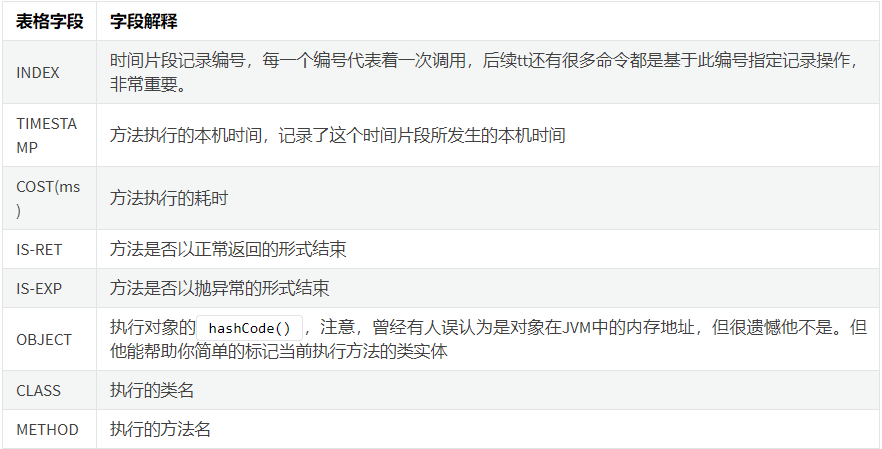 表格字段 字段解释
INDEX 时间片段记录编号，每一个编号代表着一次调用，后续tt还有很多命令都是基于此编号指定记录操作，
非常重要。
TIMESTA
MP 方法执行的本机时间，记录了这个时间片段所发生的本机时间
COST(ms
) 方法执行的耗时
IS-RET 方法是否以正常返回的形式结束
IS-EXP 方法是否以抛异常的形式结束
OBJECT 执行对象的 hashCode() ，注意，曾经有人误认为是对象在JVM中的内存地址，但很遗憾他不是。但
他能帮助你简单的标记当前执行方法的类实体
CLASS 执行的类名
METHOD 执行的方法名